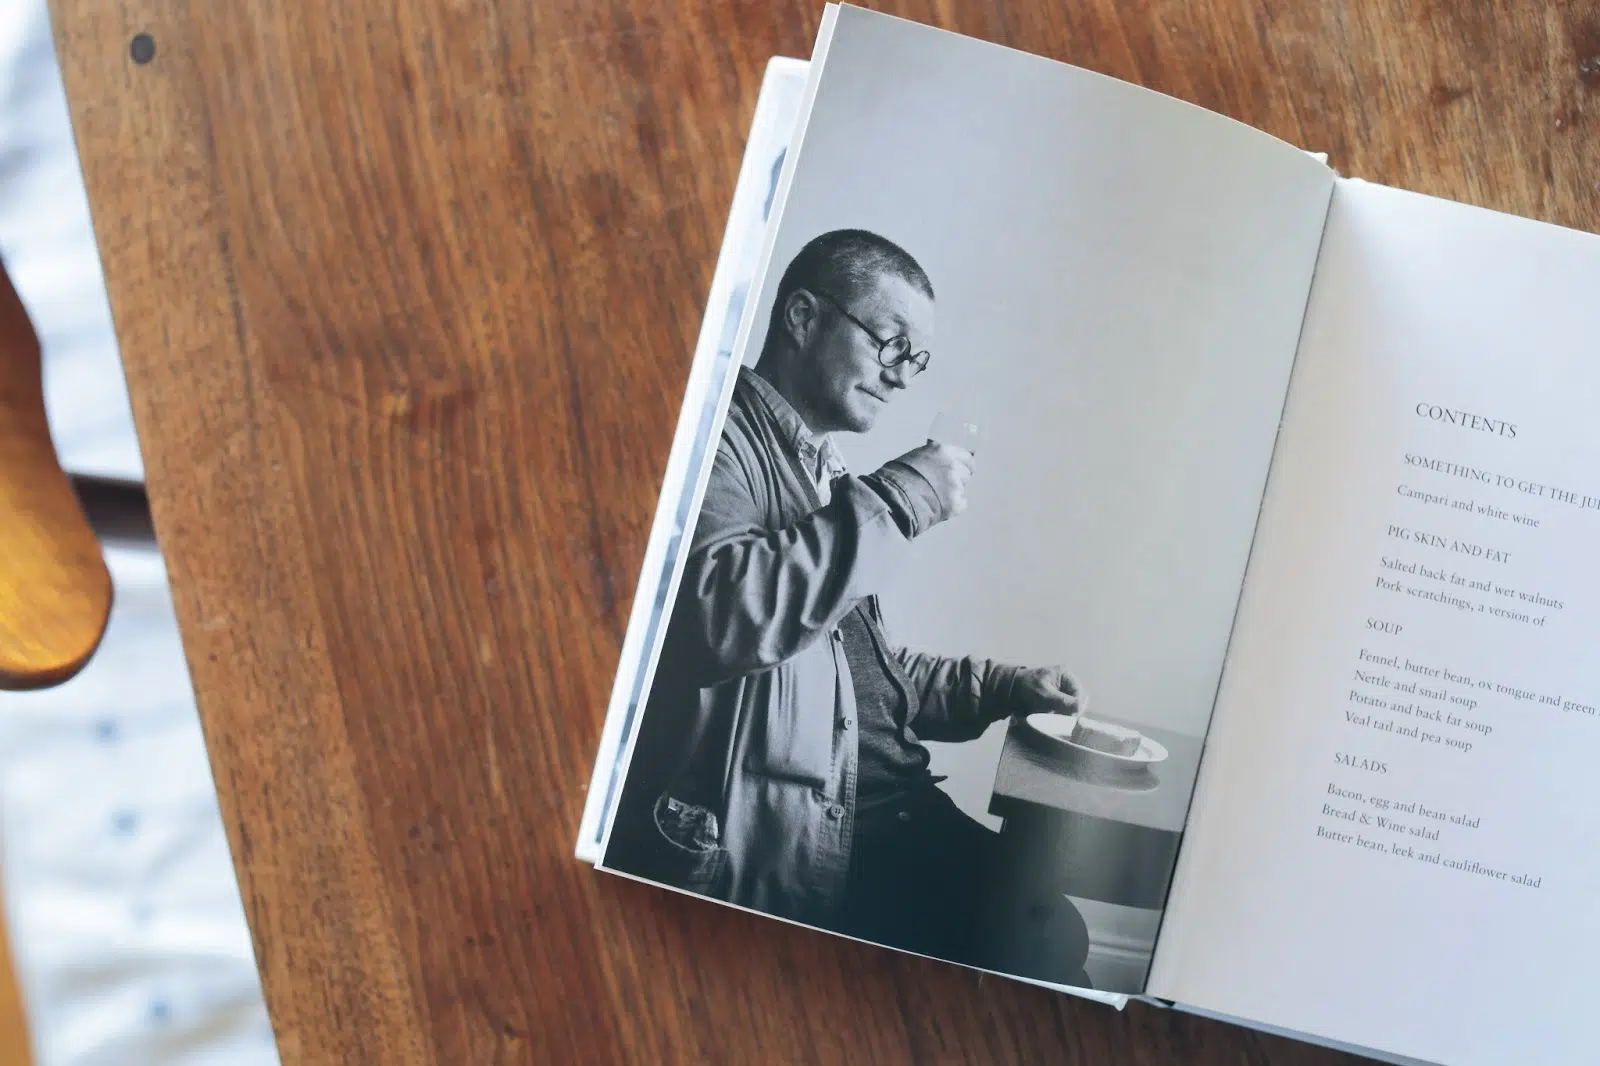 CONTENTS
SOMETHING TO GET THE
Campari and white wine
PIG SKIN AND FAT
Salted back fat and wet walnuts
Pork scratchings, a version of
SOUP
Fennel, butter bean, ox tongue and green
Nettle and snail soup
Potato and back fat soup
Veal tail and pea soup
SALADS
Bacon, egg and bean salad
Bread & Wine salad
Butter bean, leek and cauliflower salad